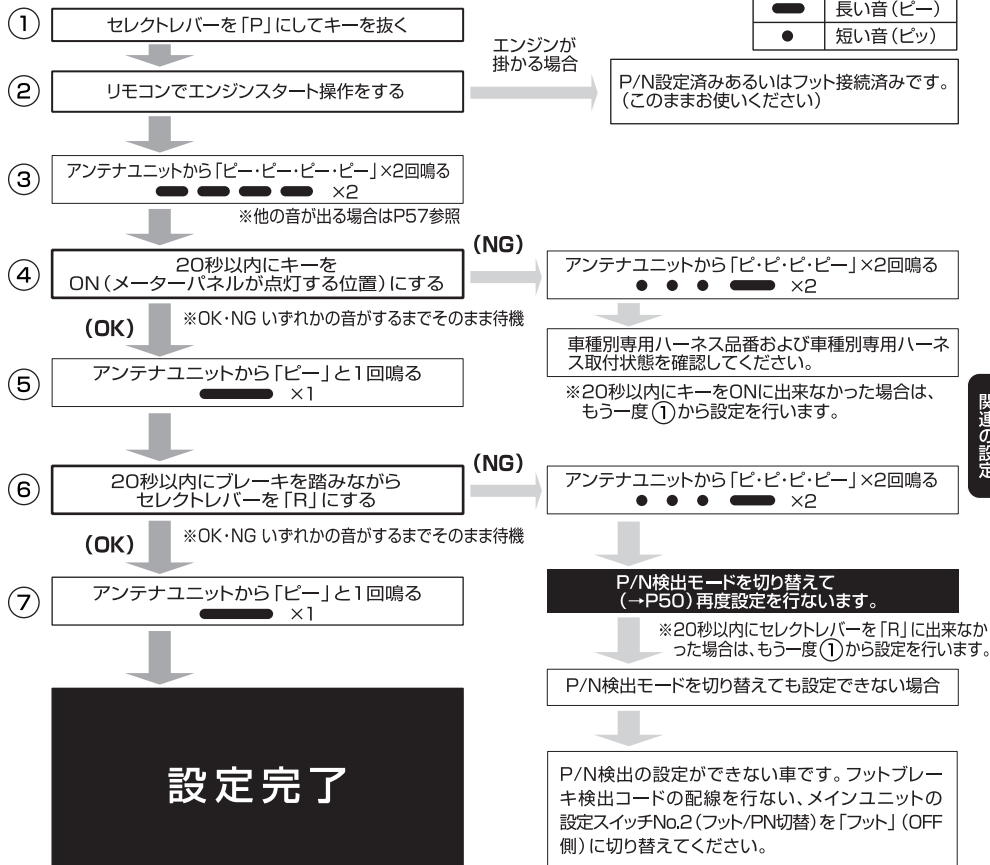 長い音(ピー)
短い音(ピッ)
① セレクトレバーを「P」にしてキーを抜く
エンジンが
掛かる場合
② リモコンでエンジンスタート操作をする
P/N設定済みあるいはフット接続済みです。
(このままお使いください)
③ アンテナユニットから「ピー・ピー・ピー・ピー」×2回鳴る
×2
※他の音が出る場合はP57参照
④ 20秒以内にキーを
ON(メーターパネルが点灯する位置)にする
(NG)
アンテナユニットから「ピ・ピ・ピ・ピー」×2回鳴る
×2
(OK)
※OK・NG いずれかの音がするまでそのまま待機
車種別専用ハーネス品番および車種別専用ハーネ
ス取付状態を確認してください。
※20秒以内にキーをONに出来なかった場合は、
もう一度①から設定を行います。
⑤ アンテナユニットから「ピー」と1回鳴る
×1
関連の設定
⑥ 20秒以内にブレーキを踏みながら
セレクトレバーを「R」にする
(NG)
アンテナユニットから「ピ・ピ・ピ・ピー」×2回鳴る
×2
(OK)
※OK・NG いずれかの音がするまでそのまま待機
⑦ アンテナユニットから「ピー」と1回鳴る
×1
P/N検出モードを切り替えて
(→P50)再度設定を行ないます。
※20秒以内にセレクトレバーを「R」に出来なか
った場合は、もう一度①から設定を行います。
P/N検出モードを切り替えても設定できない場合
設定完了
P/N検出の設定ができない車です。フットブレー
キ検出コードの配線を行ない、メインユニットの
設定スイッチNo.2(フット/PN切替)を「フット」(OFF
側)に切り替えてください。